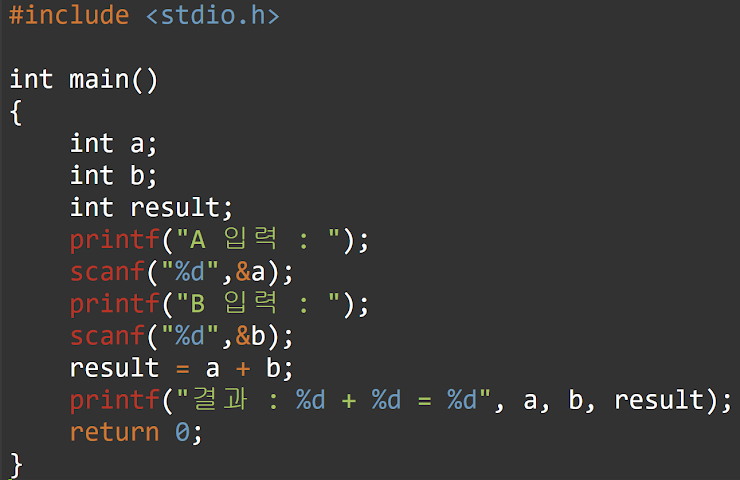 #include <stdio.h>
int main()
{
    int a;
    int b;
    int result;
    printf("A 입력 : ");
    scanf("%d",&a);
    printf("B 입력 : ");
    scanf("%d",&b);
    result = a + b;
    printf("결과 : %d + %d = %d", a, b, result);
    return 0;
}